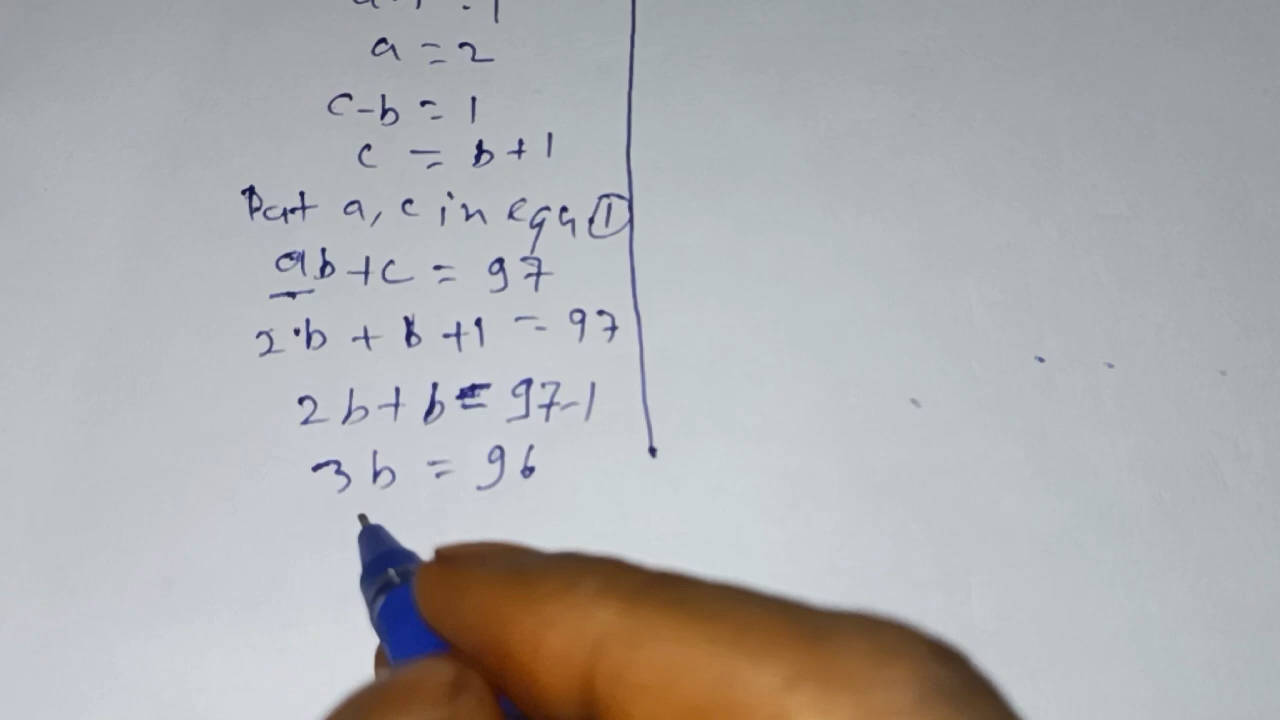 a = 2
c-b = 1
c = b+1
Put a, c in eqn ①
ab+c = 97
2·b + b +1 = 97
2b+b = 97-1
3b = 96